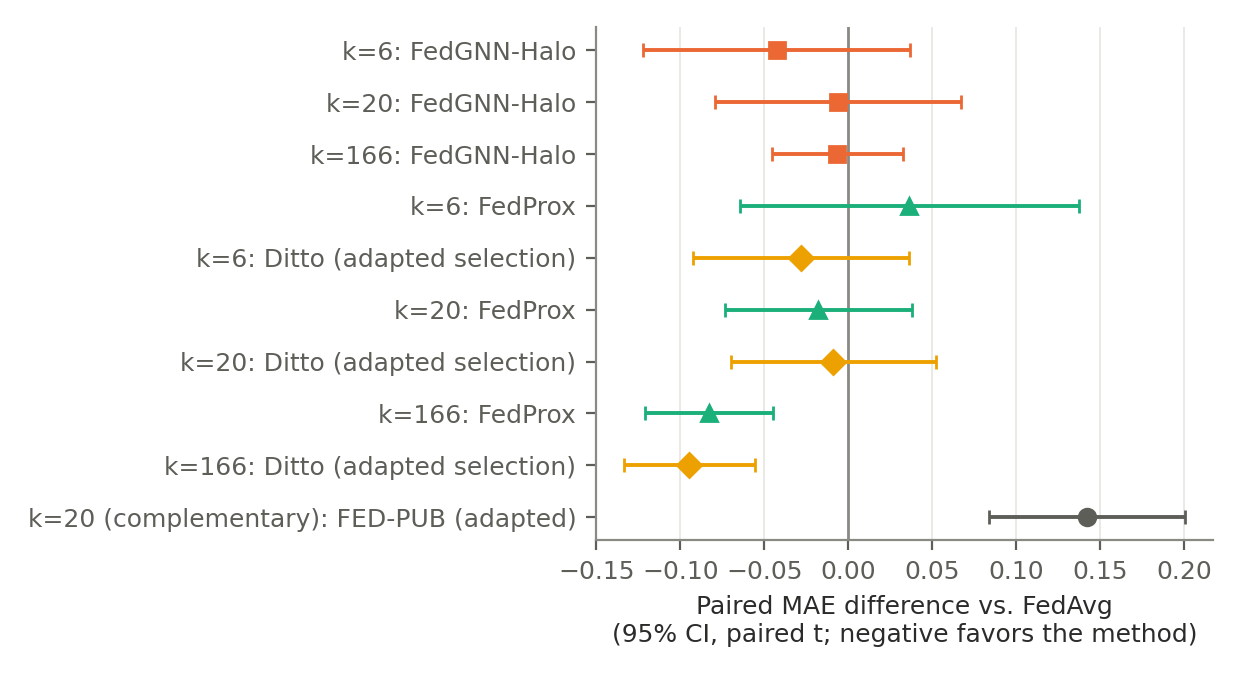 k=6: FedGNN-Halo
k=20: FedGNN-Halo
k=166: FedGNN-Halo
k=6: FedProx
k=6: Ditto (adapted selection)
k=20: FedProx
k=20: Ditto (adapted selection)
k=166: FedProx
k=166: Ditto (adapted selection)
k=20 (complementary): FED-PUB (adapted)
−0.15 −0.10 −0.05 0.00 0.05 0.10 0.15 0.20
Paired MAE difference vs. FedAvg
(95% CI, paired t; negative favors the method)